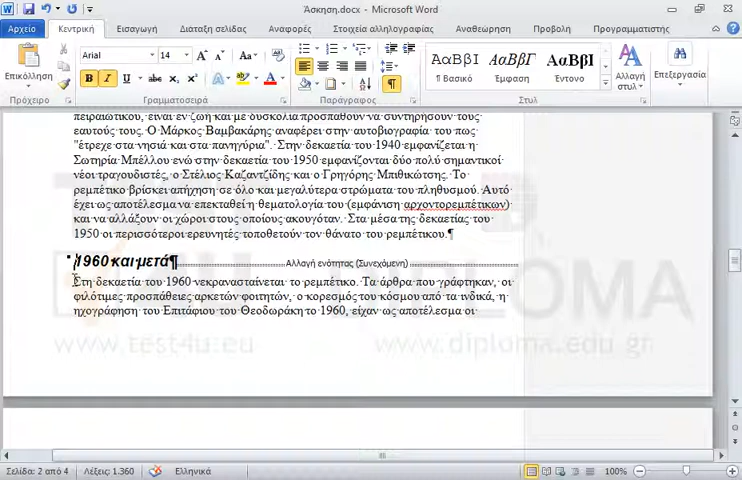 Άσκηση.docx - Microsoft Word
Αρχείο Κεντρική Εισαγωγή Διάταξη σελίδας Αναφορές Στοιχεία αλληλογραφίας Αναθεώρηση Προβολή Προγραμματιστής
Arial 14
Επικόλληση
ΑαΒβΓ ΑαΒβΓ ΑαΒβΓ
¶ Βασικό Έμφαση Έντονο
Αλλαγή στυλ
Επεξεργασία
Πρόχειρο Γραμματοσειρά Παράγραφος Στυλ
πειραιώτικου, είναι εν ζωή και με δυσκολία προσπαθούν να συντηρήσουν τους
εαυτούς τους. Ο Μάρκος Βαμβακάρης αναφέρει στην αυτοβιογραφία του πως
"έτρεχε στα νησιά και στα πανηγύρια". Στην δεκαετία του 1940 εμφανίζεται η
Σωτηρία Μπέλλου ενώ στην δεκαετία του 1950 εμφανίζονται δύο πολύ σημαντικοί
νέοι τραγουδιστές, ο Στέλιος Καζαντζίδης και ο Γρηγόρης Μπιθικώτσης. Το
ρεμπέτικο βρίσκει απήχηση σε όλο και μεγαλύτερα στρώματα του πληθυσμού. Αυτό
έχει ως αποτέλεσμα να επεκταθεί η θεματολογία του (εμφάνιση αρχοντορεμπέτικων)
και να αλλάξουν οι χώροι στους οποίους ακουγόταν. Στα μέσα της δεκαετίας του
1950 οι περισσότεροι ερευνητές τοποθετούν τον θάνατο του ρεμπέτικου.¶
1960 και μετά¶ Αλλαγή ενότητας (Συνεχόμενη)
Στη δεκαετία του 1960 νεκρανασταίνεται το ρεμπέτικο. Τα άρθρα που γράφτηκαν, οι
φιλότιμες προσπάθειες αρκετών φοιτητών, ο κορεσμός του κόσμου από τα ινδικά, η
ηχογράφηση του Επιτάφιου του Θεοδωράκη το 1960, είχαν ως αποτέλεσμα οι
TEST4U DIPLOMA
www.test4u.eu www.diploma.edu.gr
Σελίδα: 2 από 4 Λέξεις: 1.360 Ελληνικά 100%